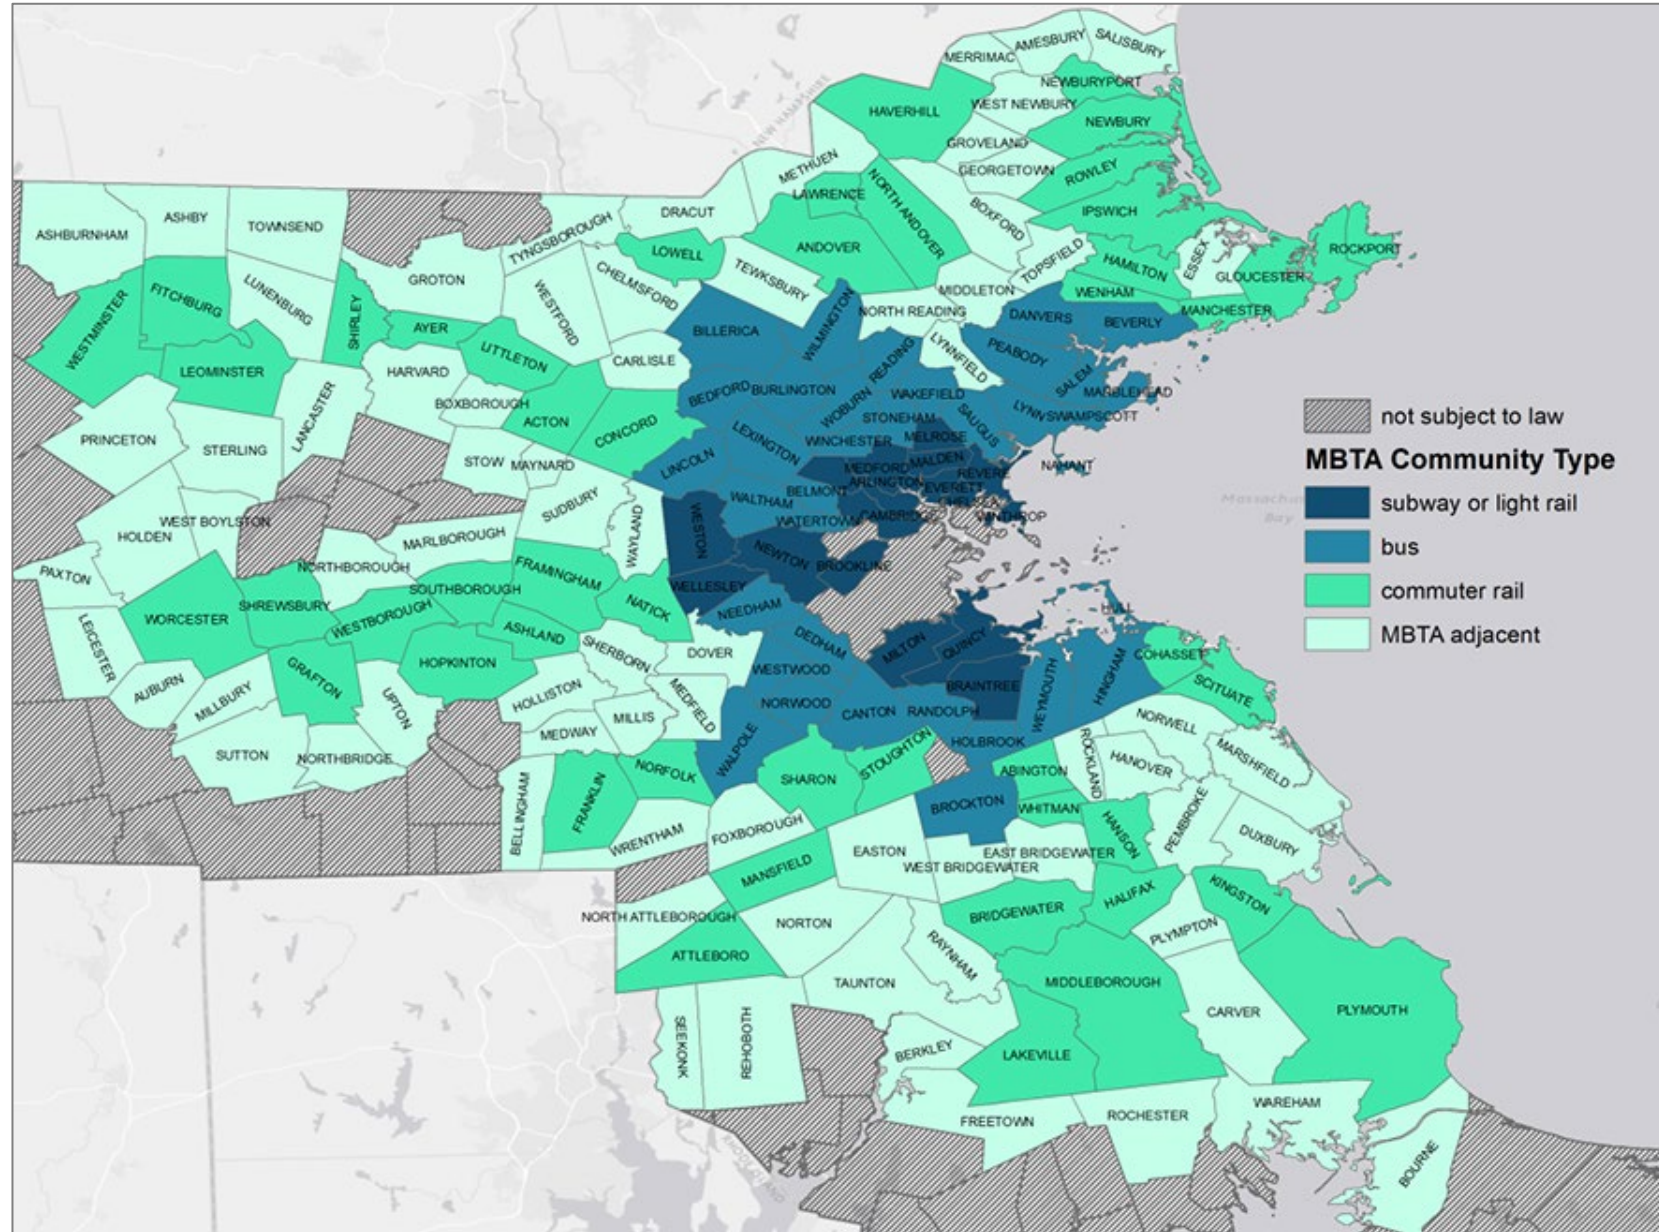 SALISBURY
AMESBURY
MERRIMAC
NEWBURYPORT
WEST NEWBURY
HAVERHILL
NEWBURY
NEW HAMPSHIRE
GROVELAND
METHUEN
GEORGETOWN
ROWLEY
LAWRENCE
NORTH ANDOVER
BOXFORD
IPSWICH
DRACUT
ASHBY
TOWNSEND
ASHBURNHAM
TYNGSBOROUGH
ANDOVER
LOWELL
TOPSFIELD
HAMILTON
ESSEX
ROCKPORT
GLOUCESTER
GROTON
CHELMSFORD
TEWKSBURY
MIDDLETON
WENHAM
FITCHBURG
LUNENBURG
SHIRLEY
WESTFORD
NORTH READING
MANCHESTER
WESTMINSTER
AYER
BILLERICA
WILMINGTON
DANVERS
BEVERLY
LITTLETON
CARLISLE
READING
LYNNFIELD
PEABODY
LEOMINSTER
HARVARD
SALEM
LANCASTER
BOXBOROUGH
BEDFORD
BURLINGTON
WOBURN
WAKEFIELD
MARBLEHEAD
ACTON
CONCORD
STONEHAM
SAUGUS
LYNN
SWAMPSCOTT
PRINCETON
STERLING
LEXINGTON
WINCHESTER
MELROSE
STOW
MAYNARD
LINCOLN
MEDFORD
MALDEN
REVERE
NAHANT
ARLINGTON
EVERETT
WALTHAM
BELMONT
CHELSEA
SUDBURY
WEST BOYLSTON
WATERTOWN
CAMBRIDGE
WINTHROP
HOLDEN
MARLBOROUGH
WAYLAND
WESTON
Bay
not subject to law
MBTA Community Type
subway or light rail
bus
commuter rail
MBTA adjacent
PAXTON
NORTHBOROUGH
FRAMINGHAM
NEWTON
BROOKLINE
WORCESTER
SHREWSBURY
SOUTHBOROUGH
WELLESLEY
WESTBOROUGH
NATICK
NEEDHAM
HULL
LEICESTER
ASHLAND
SHERBORN
DOVER
DEDHAM
MILTON
QUINCY
COHASSET
GRAFTON
HOPKINTON
WESTWOOD
AUBURN
MILLBURY
UPTON
HOLLISTON
MEDFIELD
BRAINTREE
WEYMOUTH
HINGHAM
SCITUATE
MEDWAY
MILLIS
NORWOOD
CANTON
RANDOLPH
NORWELL
SUTTON
NORTHBRIDGE
WALPOLE
HOLBROOK
ROCKLAND
HANOVER
MARSHFIELD
BELLINGHAM
FRANKLIN
NORFOLK
SHARON
STOUGHTON
ABINGTON
BROCKTON
WHITMAN
HANSON
PEMBROKE
WRENTHAM
FOXBOROUGH
DUXBURY
EASTON
EAST BRIDGEWATER
WEST BRIDGEWATER
MANSFIELD
NORTH ATTLEBOROUGH
NORTON
BRIDGEWATER
HALIFAX
KINGSTON
PLYMPTON
ATTLEBORO
RAYNHAM
TAUNTON
MIDDLEBOROUGH
CARVER
PLYMOUTH
SEEKONK
REHOBOTH
BERKLEY
LAKEVILLE
FREETOWN
ROCHESTER
WAREHAM
BOURNE